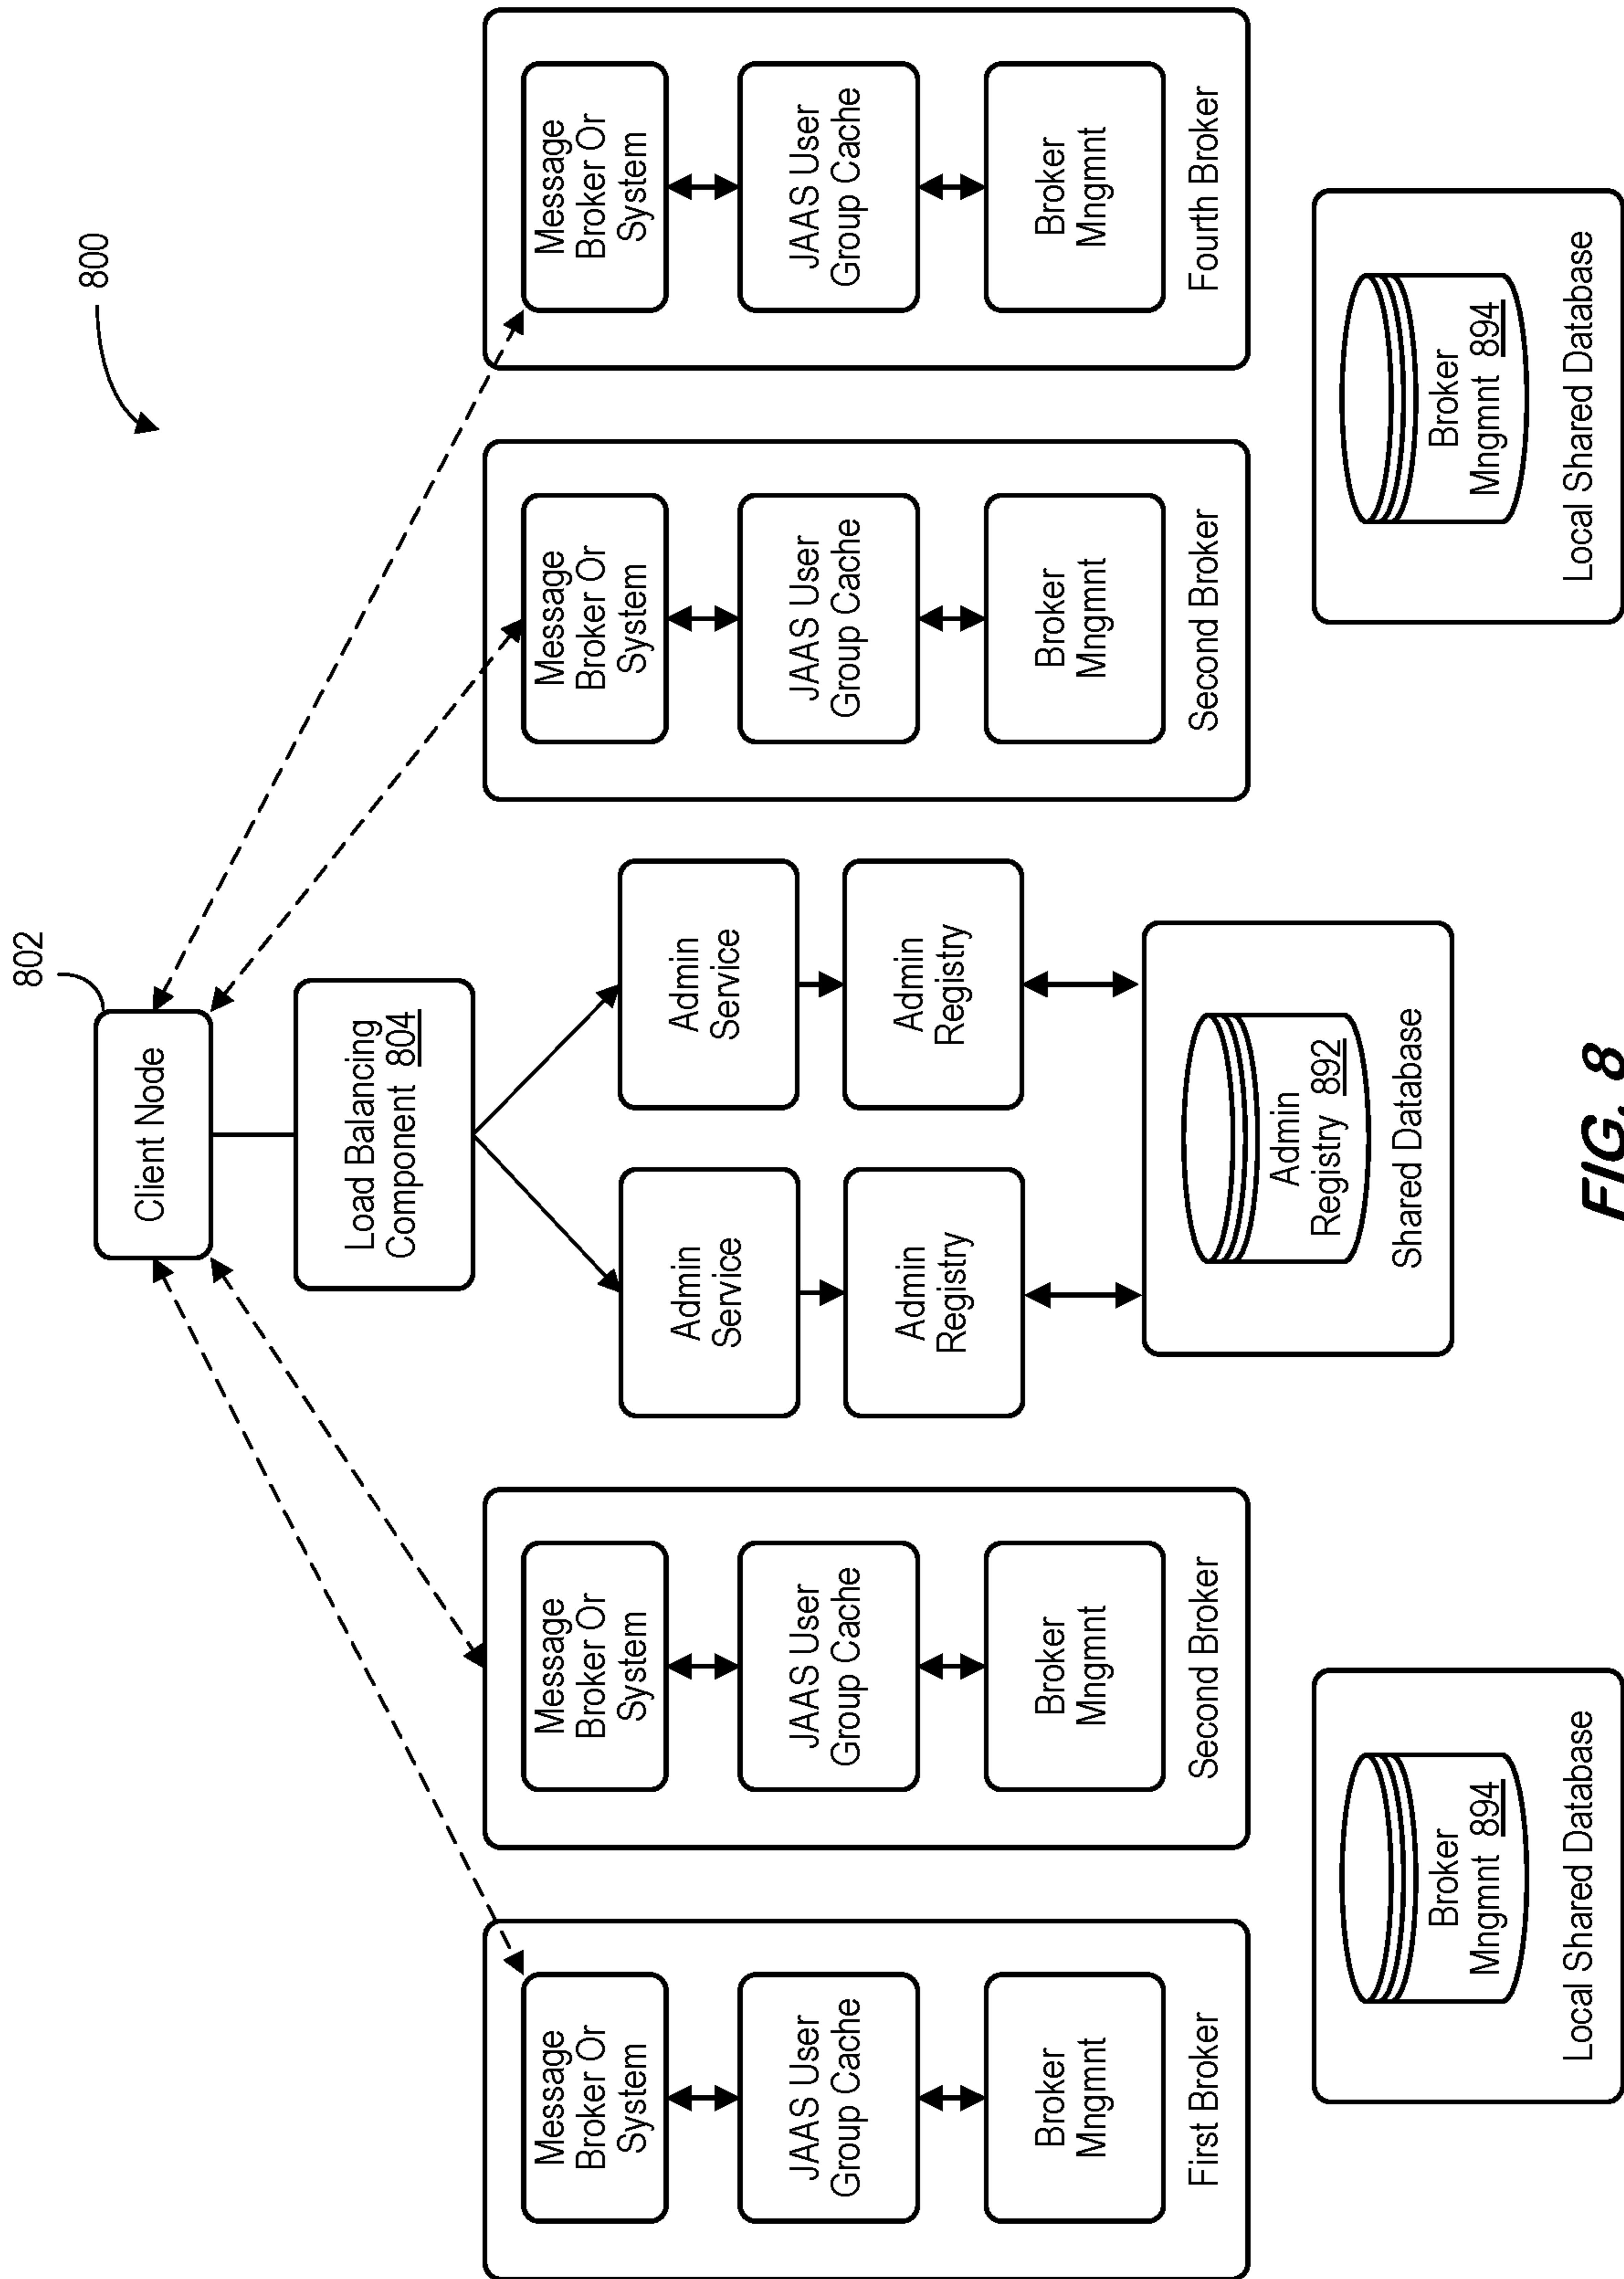 800
802
Client Node
Load Balancing
Component 804
Message
Broker Or
System
JAAS User
Group Cache
Broker
Mngmnt
First Broker
Message
Broker Or
System
JAAS User
Group Cache
Broker
Mngmnt
Second Broker
Admin
Service
Admin
Registry
Admin
Service
Admin
Registry
Message
Broker Or
System
JAAS User
Group Cache
Broker
Mngmnt
Second Broker
Message
Broker Or
System
JAAS User
Group Cache
Broker
Mngmnt
Fourth Broker
Broker
Mngmnt 894
Local Shared Database
Admin
Registry 892
Shared Database
Broker
Mngmnt 894
Local Shared Database
FIG. 8